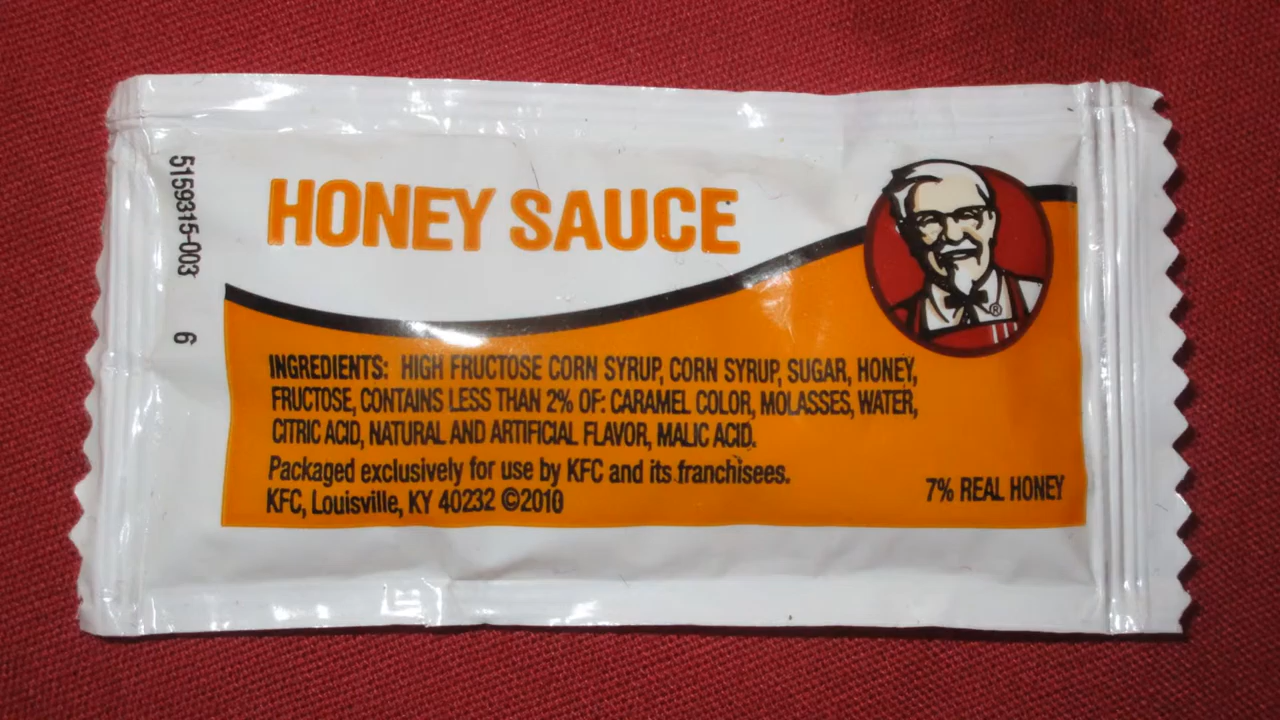 5159315-003 6
HONEY SAUCE
®
INGREDIENTS: HIGH FRUCTOSE CORN SYRUP, CORN SYRUP, SUGAR, HONEY,
FRUCTOSE, CONTAINS LESS THAN 2% OF: CARAMEL COLOR, MOLASSES, WATER,
CITRIC ACID, NATURAL AND ARTIFICIAL FLAVOR, MALIC ACID.
Packaged exclusively for use by KFC and its franchisees.
KFC, Louisville, KY 40232 ©2010
7% REAL HONEY